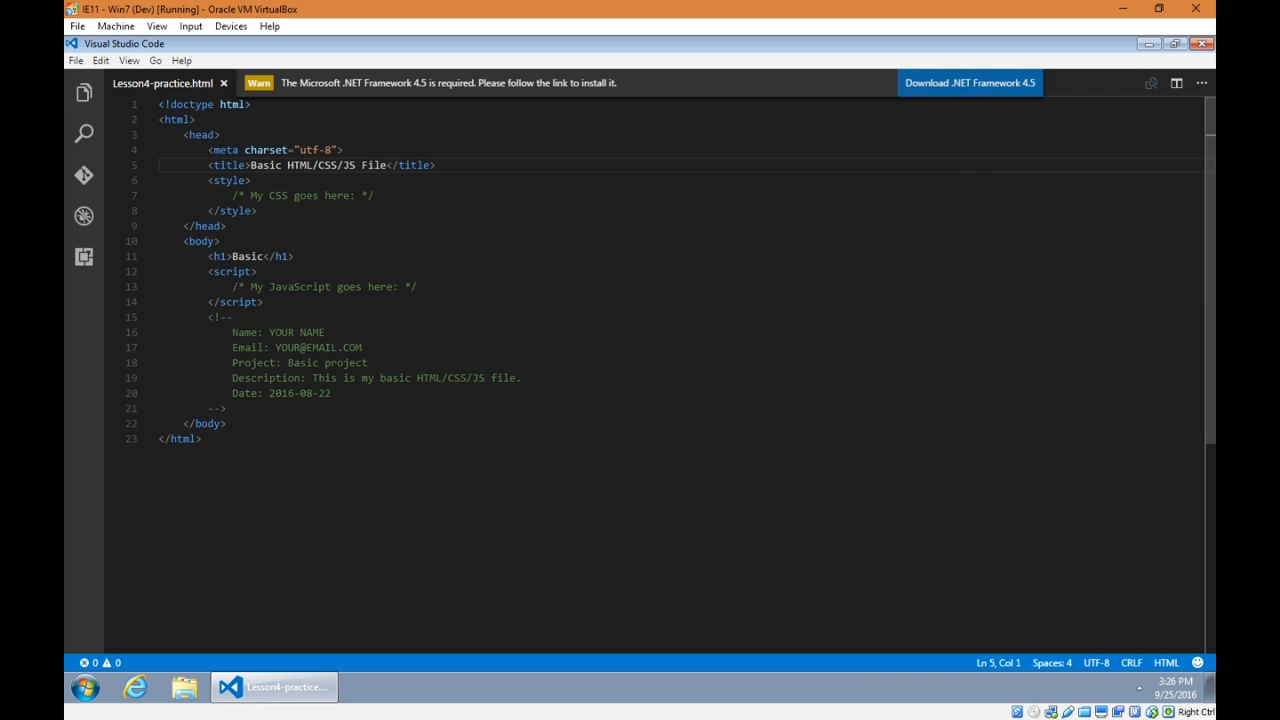 IE11 - Win7 (Dev) [Running] - Oracle VM VirtualBox
File Machine View Input Devices Help
Visual Studio Code
File Edit View Go Help
Lesson4-practice.html × Warn The Microsoft .NET Framework 4.5 is required. Please follow the link to install it. Download .NET Framework 4.5
1 <!doctype html>
2 <html>
3 <head>
4 <meta charset="utf-8">
5 <title>Basic HTML/CSS/JS File</title>
6 <style>
7 /* My CSS goes here: */
8 </style>
9 </head>
10 <body>
11 <h1>Basic</h1>
12 <script>
13 /* My JavaScript goes here: */
14 </script>
15 <!--
16 Name: YOUR NAME
17 Email: YOUR@EMAIL.COM
18 Project: Basic project
19 Description: This is my basic HTML/CSS/JS file.
20 Date: 2016-08-22
21 -->
22 </body>
23 </html>
0 0 Ln 5, Col 1 Spaces: 4 UTF-8 CRLF HTML
Lesson4-practice.... 3:26 PM
9/25/2016
Right Ctrl